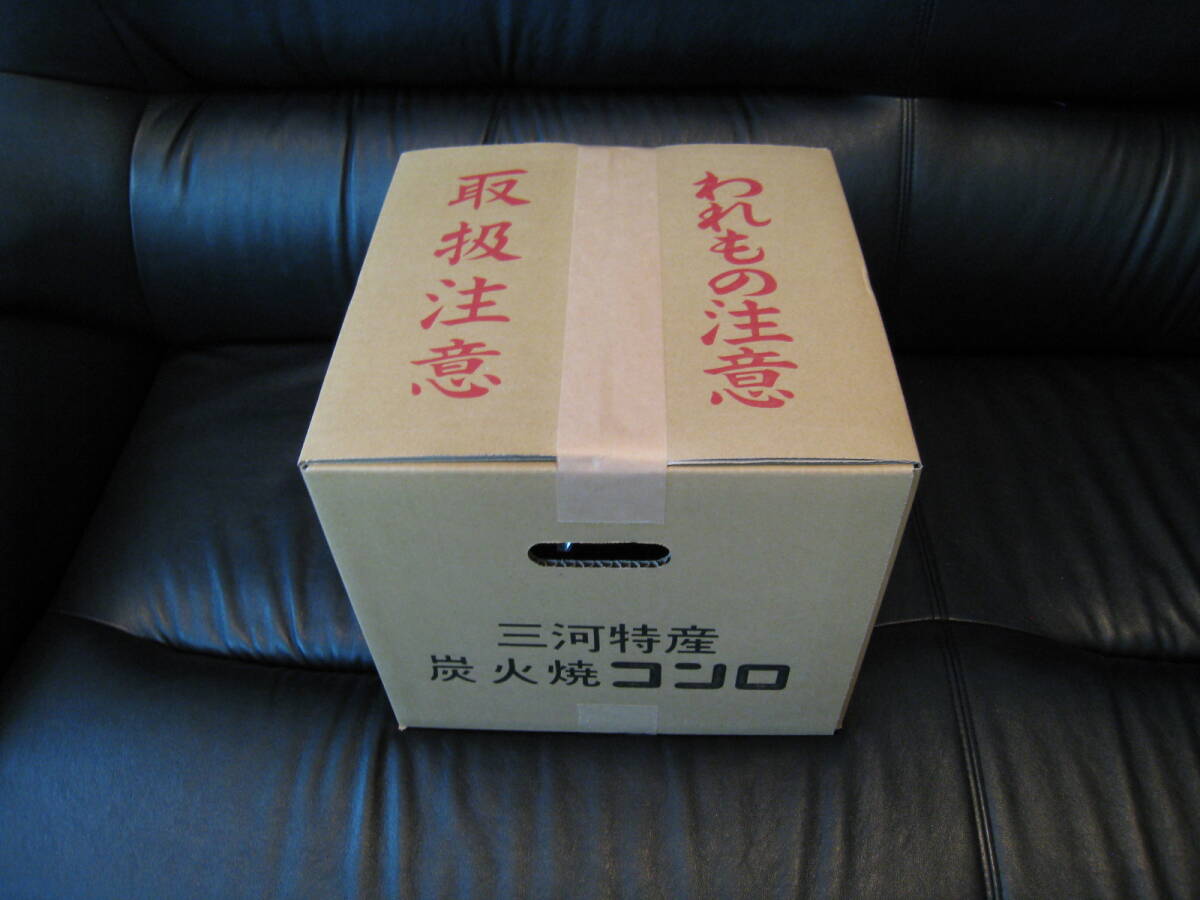 われもの注意
取扱注意
三河特産
炭火焼コンロ